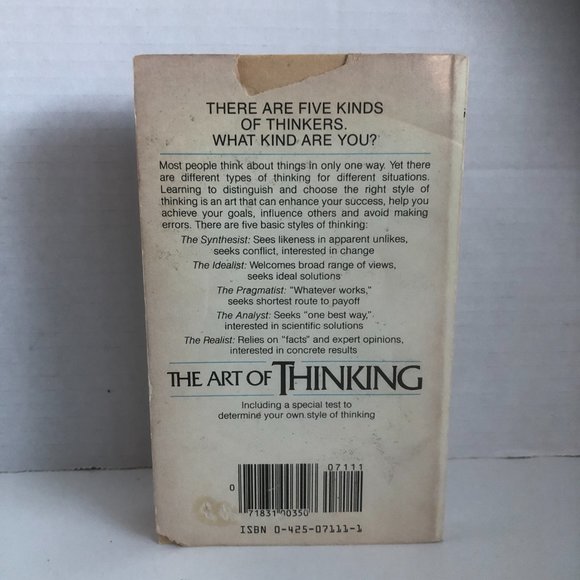 THERE ARE FIVE KINDS
OF THINKERS.
WHAT KIND ARE YOU?
Most people think about things in only one way. Yet there
are different types of thinking for different situations.
Learning to distinguish and choose the right style of
thinking is an art that can enhance your success, help you
achieve your goals, influence others and avoid making
errors. There are five basic styles of thinking:
The Synthesist: Sees likeness in apparent unlikes,
seeks conflict, interested in change
The Idealist: Welcomes broad range of views,
seeks ideal solutions
The Pragmatist: "Whatever works,"
seeks shortest route to payoff
The Analyst: Seeks "one best way,"
interested in scientific solutions
The Realist: Relies on "facts" and expert opinions,
interested in concrete results
THE ART OF THINKING
Including a special test to
determine your own style of thinking
07111
0
71831 00350
ISBN 0-425-07111-1